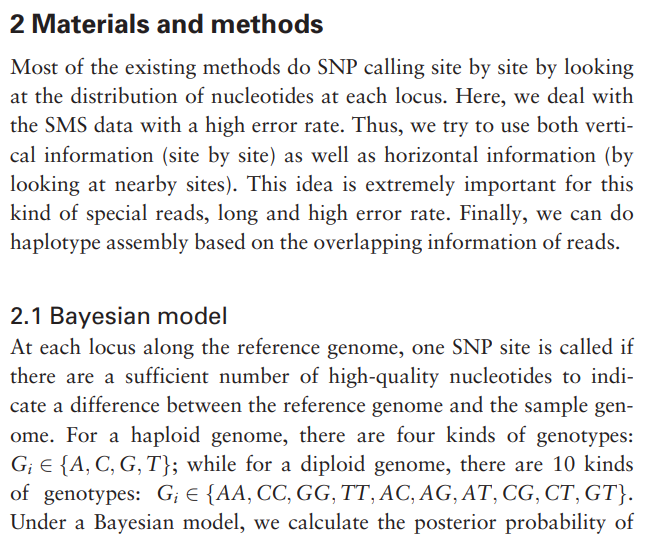 2 Materials and methods
Most of the existing methods do SNP calling site by site by looking
at the distribution of nucleotides at each locus. Here, we deal with
the SMS data with a high error rate. Thus, we try to use both verti-
cal information (site by site) as well as horizontal information (by
looking at nearby sites). This idea is extremely important for this
kind of special reads, long and high error rate. Finally, we can do
haplotype assembly based on the overlapping information of reads.
2.1 Bayesian model
At each locus along the reference genome, one SNP site is called if
there are a sufficient number of high-quality nucleotides to indi-
cate a difference between the reference genome and the sample gen-
ome. For a haploid genome, there are four kinds of genotypes:
Gᵢ ∈ {A, C, G, T}; while for a diploid genome, there are 10 kinds
of genotypes: Gᵢ ∈ {AA, CC, GG, TT, AC, AG, AT, CG, CT, GT}.
Under a Bayesian model, we calculate the posterior probability of